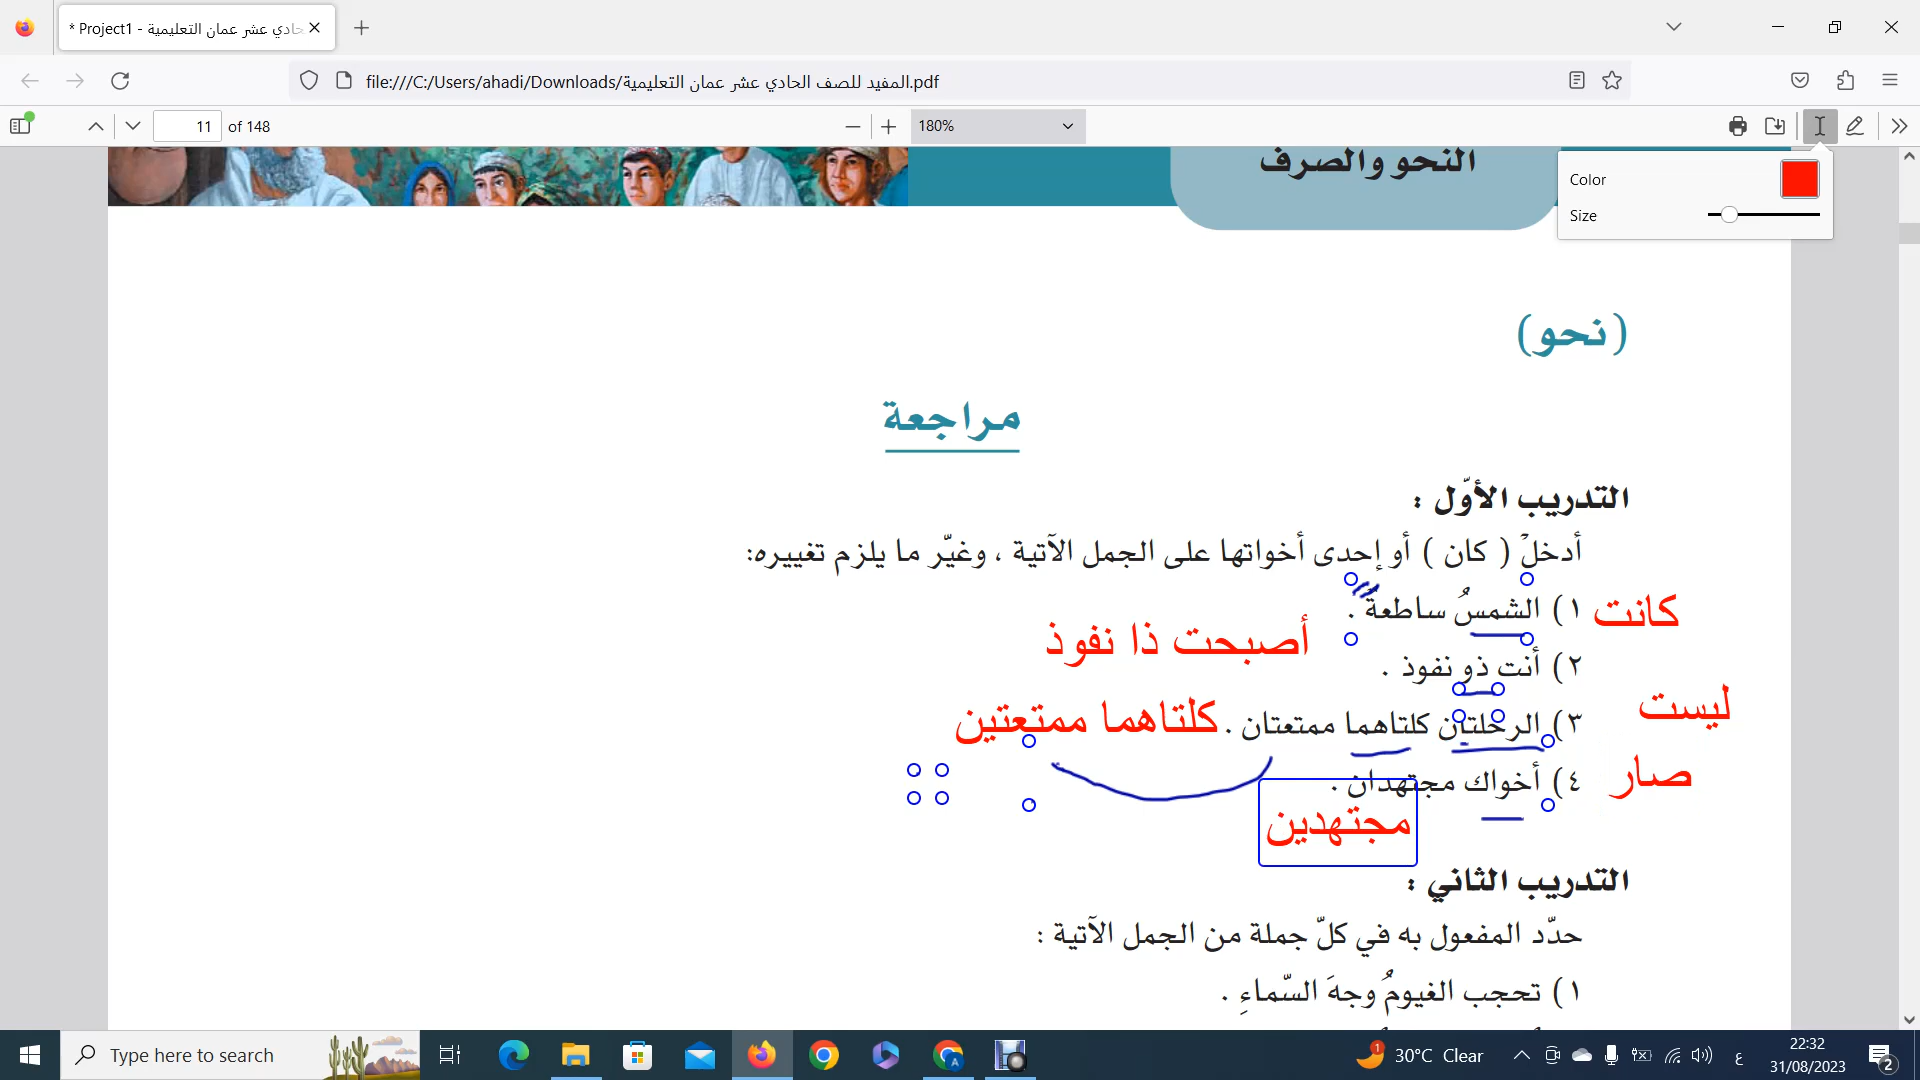 * Project1 - حادي عشر عمان التعليمية
file:///C:/Users/ahadi/Downloads/المفيد للصف الحادي عشر عمان التعليمية.pdf
11 of 148
180%
Color
Size
النحو والصرف
(نحو)
مراجعة
التدريب الأوّل :
أدخلْ ( كان ) أو إحدى أخواتها على الجمل الآتية ، وغيّر ما يلزم تغييره:
كانت ١) الشمسُ ساطعةٌ .
٢) أنت ذو نفوذ . أصبحت ذا نفوذ
ليست
٣) الرحلتان كلتاهما ممتعتان . كلتاهما ممتعتين
صار ٤) أخواك مجتهدان .
مجتهدين
التدريب الثاني :
حدّد المفعول به في كلّ جملة من الجمل الآتية :
١) تحجب الغيومُ وجهَ السّماءِ .
Type here to search
1
30°C Clear
ع
22:32
31/08/2023
2